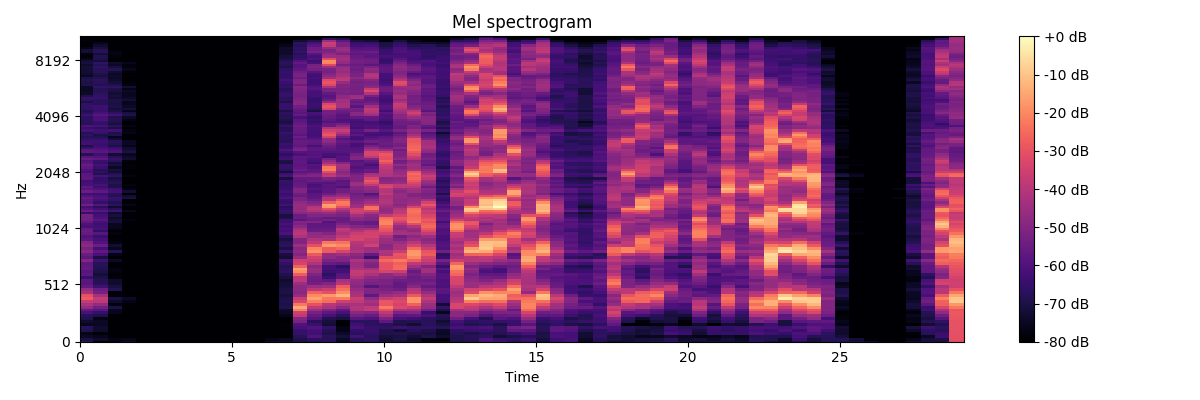 Mel spectrogram
8192
4096
2048
1024
512
0
Hz
0 5 10 15 20 25
Time
+0 dB
-10 dB
-20 dB
-30 dB
-40 dB
-50 dB
-60 dB
-70 dB
-80 dB